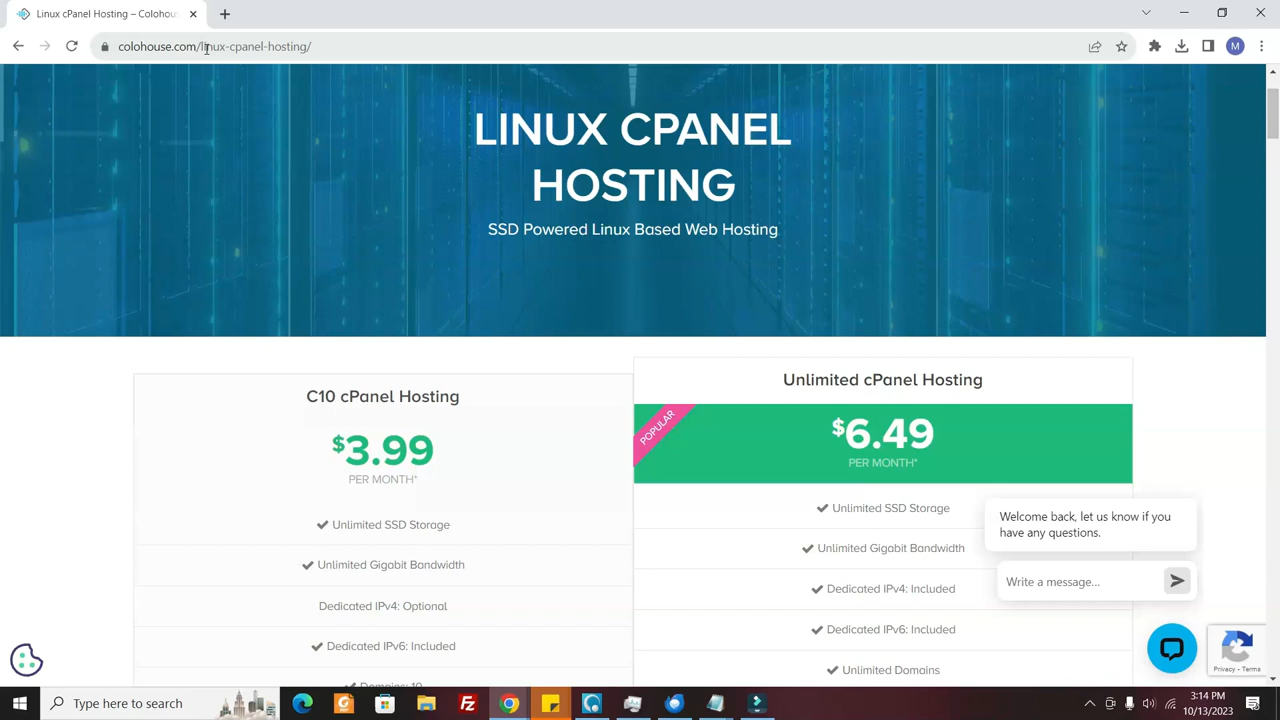 Linux cPanel Hosting – Colohous
colohouse.com/linux-cpanel-hosting/
M
LINUX CPANEL
HOSTING
SSD Powered Linux Based Web Hosting
C10 cPanel Hosting
$3.99
PER MONTH*
Unlimited SSD Storage
Unlimited Gigabit Bandwidth
Dedicated IPv4: Optional
Dedicated IPv6: Included
Domains: 10
Unlimited cPanel Hosting
POPULAR
$6.49
PER MONTH*
Unlimited SSD Storage
Unlimited Gigabit Bandwidth
Dedicated IPv4: Included
Dedicated IPv6: Included
Unlimited Domains
Welcome back, let us know if you
have any questions.
Write a message...
Privacy - Terms
Type here to search
Fz
3:14 PM
10/13/2023